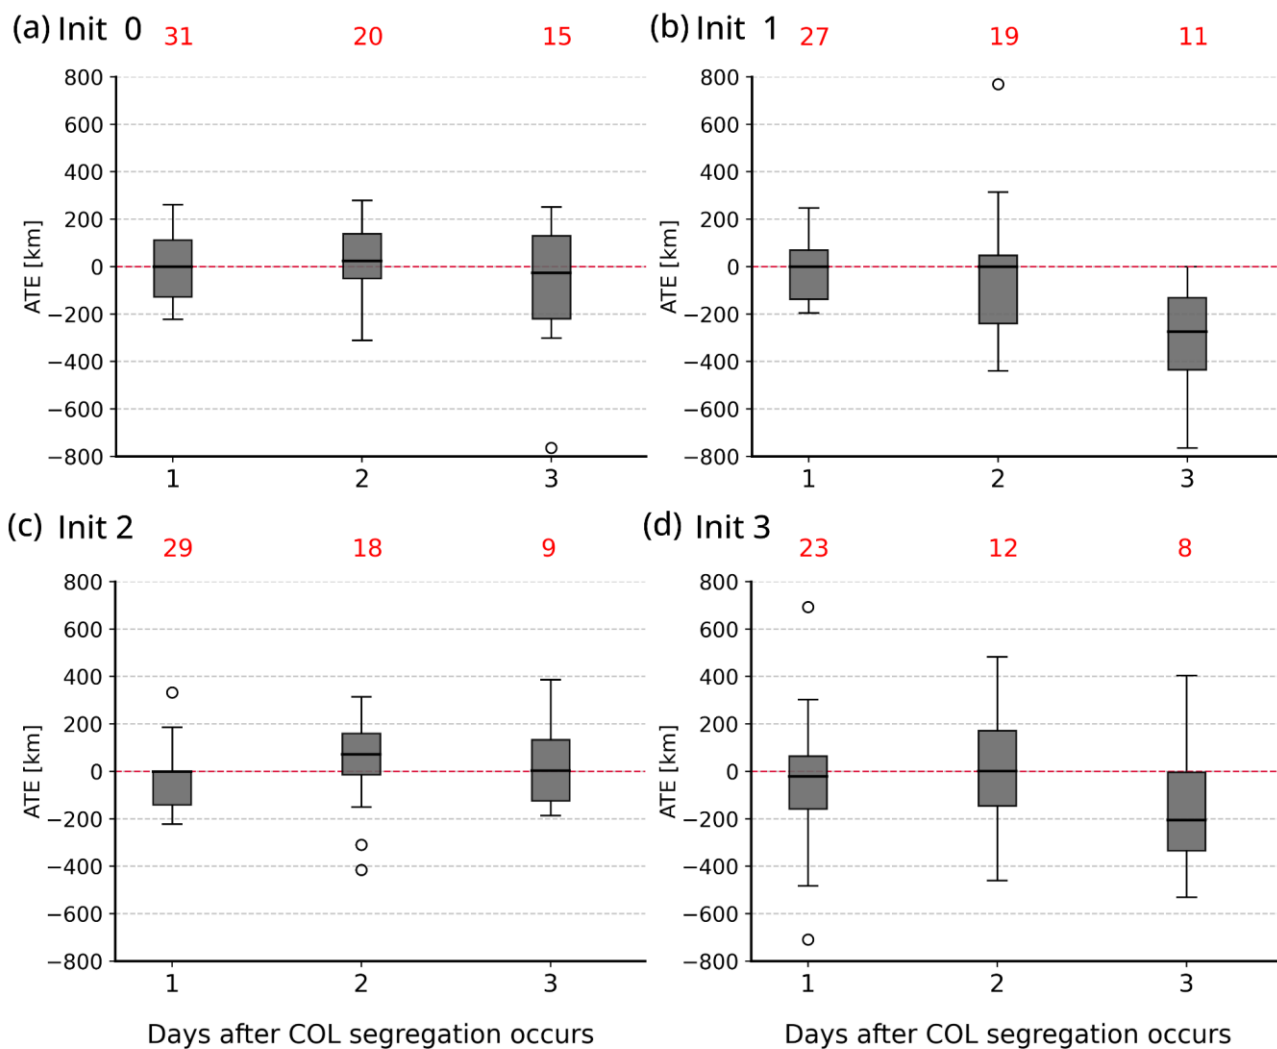 (a) Init 0 31 20 15
800
600
400
200
0
−200
−400
−600
−800
ATE [km]
1 2 3
(b) Init 1 27 19 11
800
600
400
200
0
−200
−400
−600
−800
ATE [km]
1 2 3
(c) Init 2 29 18 9
800
600
400
200
0
−200
−400
−600
−800
ATE [km]
1 2 3
Days after COL segregation occurs
(d) Init 3 23 12 8
800
600
400
200
0
−200
−400
−600
−800
ATE [km]
1 2 3
Days after COL segregation occurs